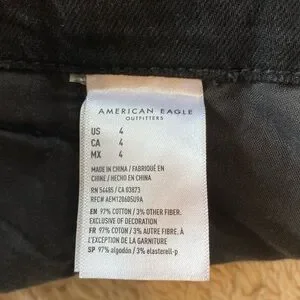 AMERICAN EAGLE
OUTFITTERS
US 4
CA 4
MX 4
MADE IN CHINA / FABRIQUÉ EN
CHINE / HECHO EN CHINA
RN 54485 / CA 03873
RFC# AEM120605U9A
EN 97% COTTON / 3% OTHER FIBER.
EXCLUSIVE OF DECORATION
FR 97% COTON / 3% AUTRE FIBRE. À
L'EXCEPTION DE LA GARNITURE
SP 97% algodón / 3% elasterell-p